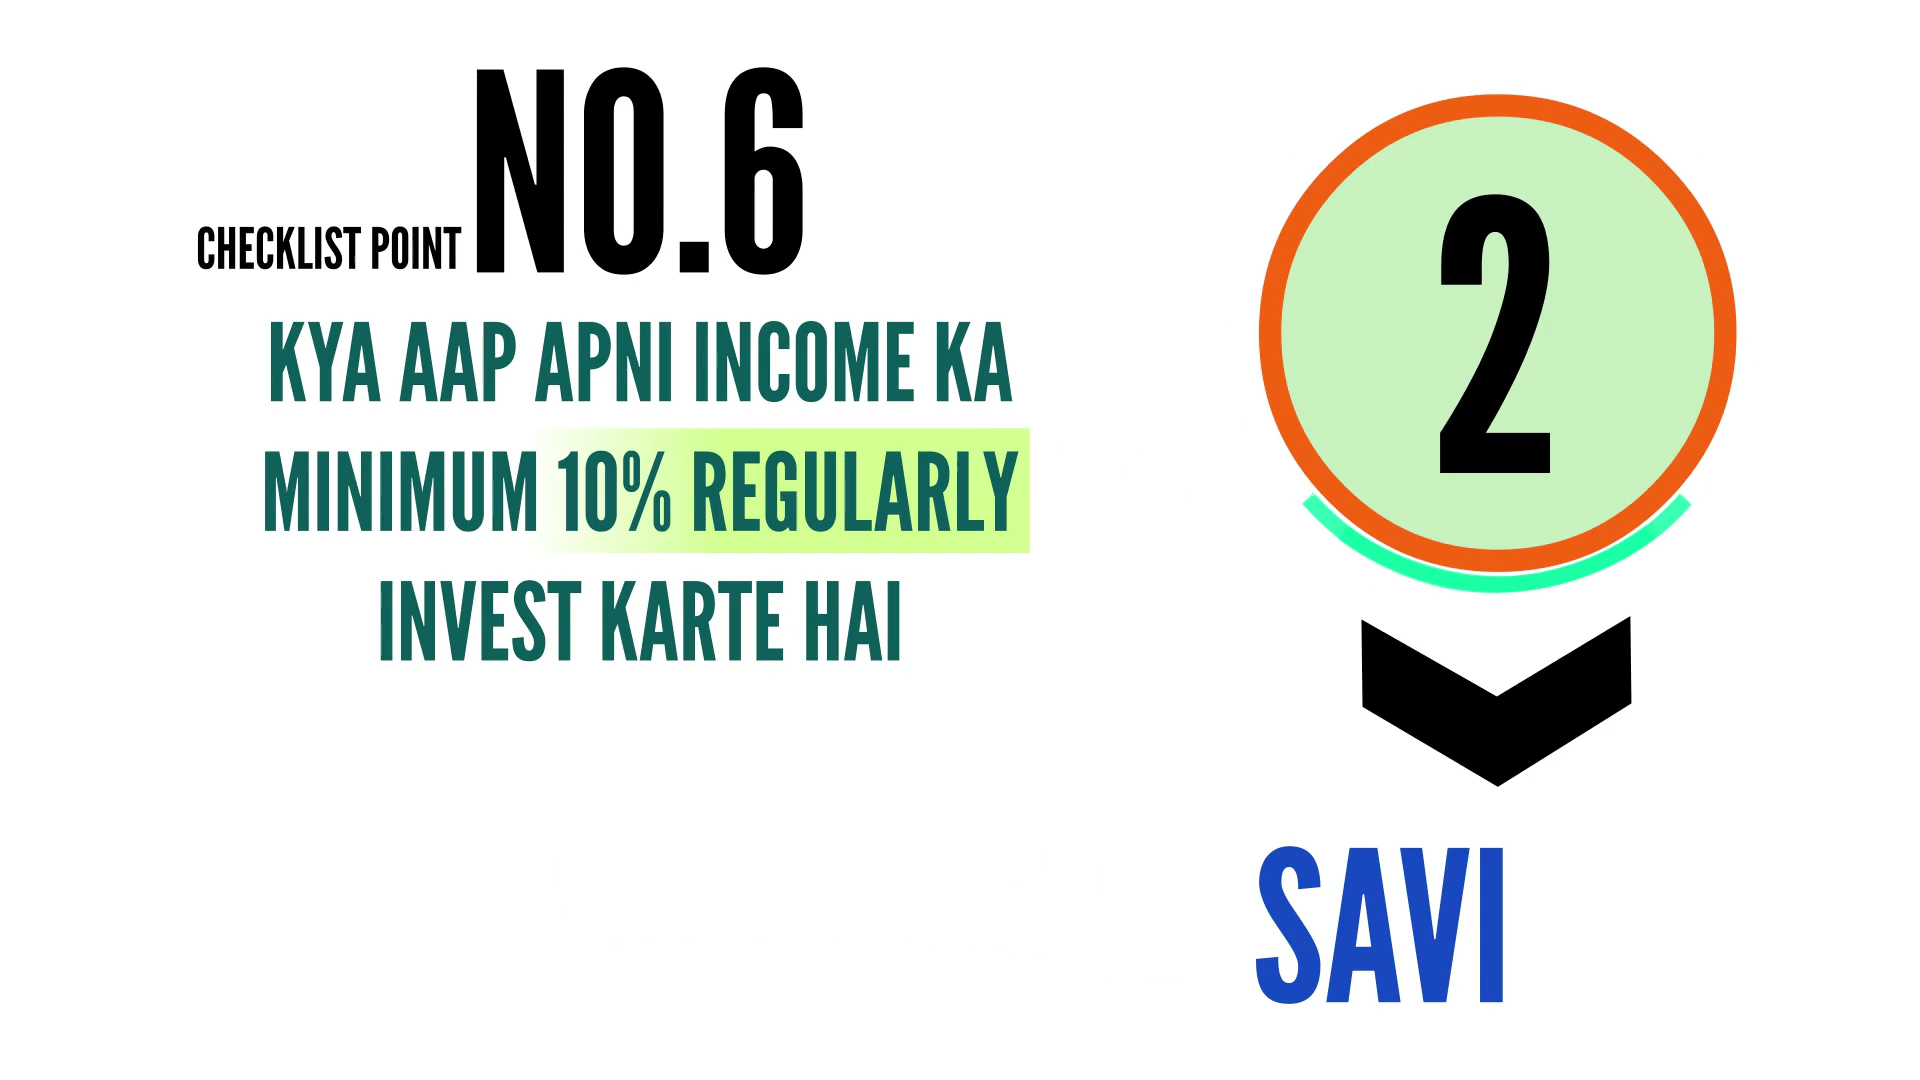 CHECKLIST POINT NO.6
KYA AAP APNI INCOME KA
MINIMUM 10% REGULARLY
INVEST KARTE HAI
2
SAVI